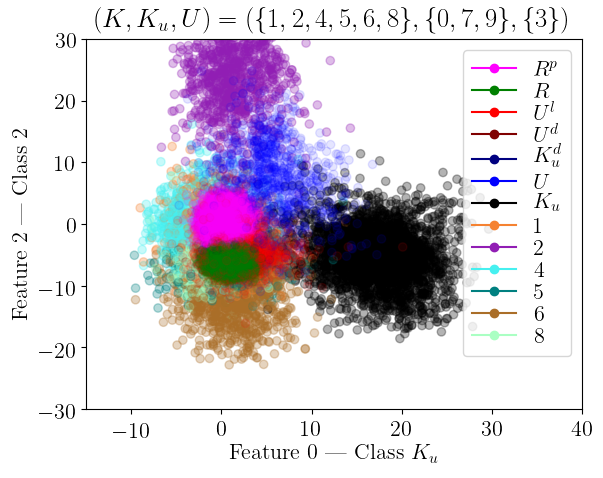 (K, K_u, U) = ({1, 2, 4, 5, 6, 8}, {0, 7, 9}, {3})
30
20
10
0
−10
−20
−30
Feature 2 — Class 2
R^p
R
U^l
U^d
K_u^d
U
K_u
1
2
4
5
6
8
−10
0
10
20
30
40
Feature 0 — Class K_u